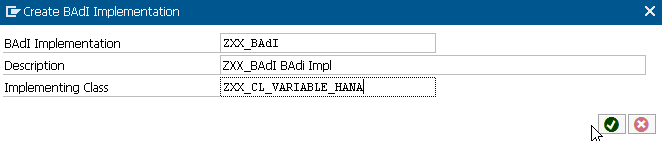 Create BAdI Implementation
BAdI Implementation ZXX_BAdI
Description ZXX_BAdI BAdi Impl
Implementing Class ZXX_CL_VARIABLE_HANA